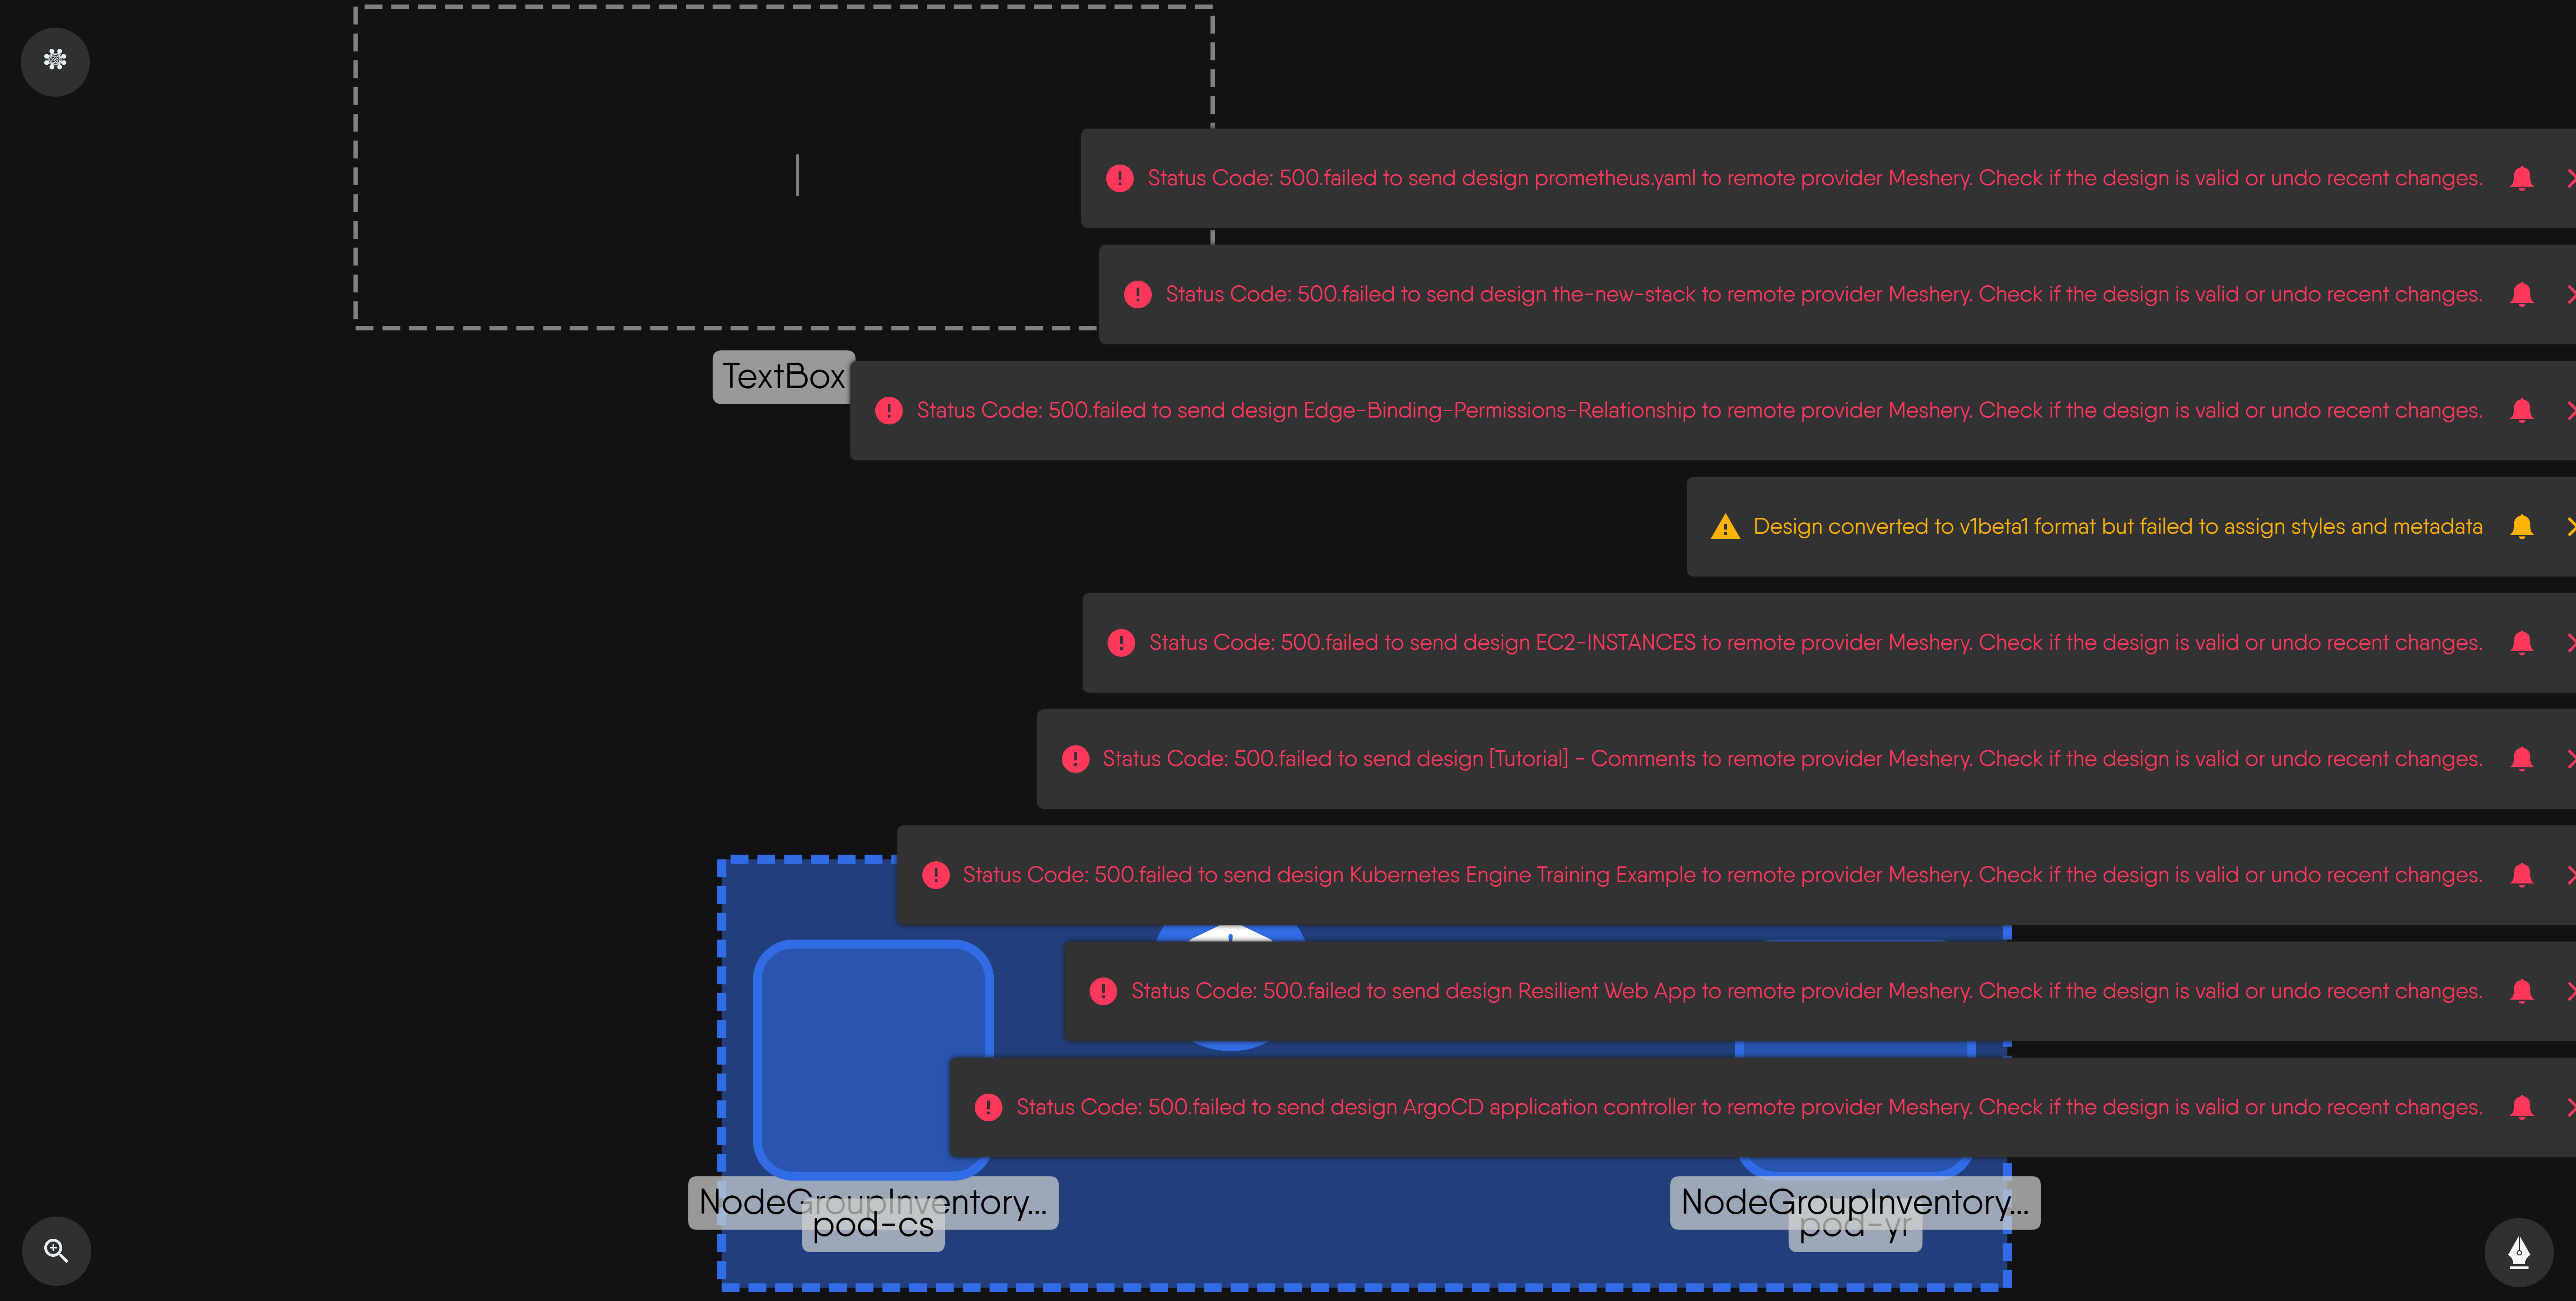 Status Code: 500.failed to send design prometheus.yaml to remote provider Meshery. Check if the design is valid or undo recent changes.
Status Code: 500.failed to send design the-new-stack to remote provider Meshery. Check if the design is valid or undo recent changes.
TextBox
Status Code: 500.failed to send design Edge-Binding-Permissions-Relationship to remote provider Meshery. Check if the design is valid or undo recent changes.
Design converted to v1beta1 format but failed to assign styles and metadata
Status Code: 500.failed to send design EC2-INSTANCES to remote provider Meshery. Check if the design is valid or undo recent changes.
Status Code: 500.failed to send design [Tutorial] - Comments to remote provider Meshery. Check if the design is valid or undo recent changes.
Status Code: 500.failed to send design Kubernetes Engine Training Example to remote provider Meshery. Check if the design is valid or undo recent changes.
Status Code: 500.failed to send design Resilient Web App to remote provider Meshery. Check if the design is valid or undo recent changes.
Status Code: 500.failed to send design ArgoCD application controller to remote provider Meshery. Check if the design is valid or undo recent changes.
NodeGroupInventory...
pod-cs
NodeGroupInventory...
pod-yr